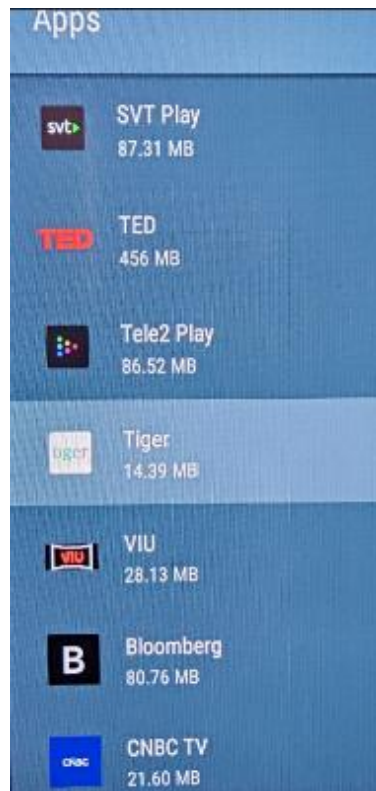 Apps
svt
SVT Play
87.31 MB
TED
TED
456 MB
Tele2 Play
86.52 MB
tiger
Tiger
14.39 MB
VIU
VIU
28.13 MB
B
Bloomberg
80.76 MB
CNBC
CNBC TV
21.60 MB